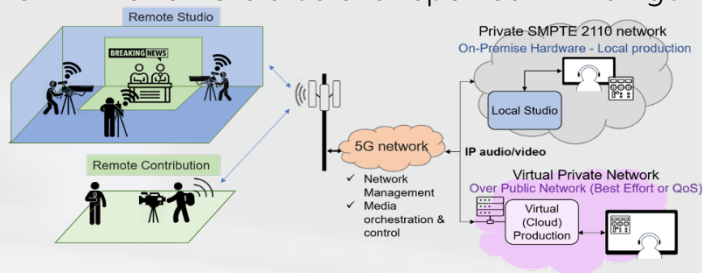 Remote Studio
BREAKING NEWS
Remote Contribution
5G network
✓ Network
Management
✓ Media
orchestration &
control
Private SMPTE 2110 network
On-Premise Hardware - Local production
Local Studio
IP audio/video
Virtual Private Network
Over Public Network (Best Effort or QoS)
Virtual
(Cloud)
Production